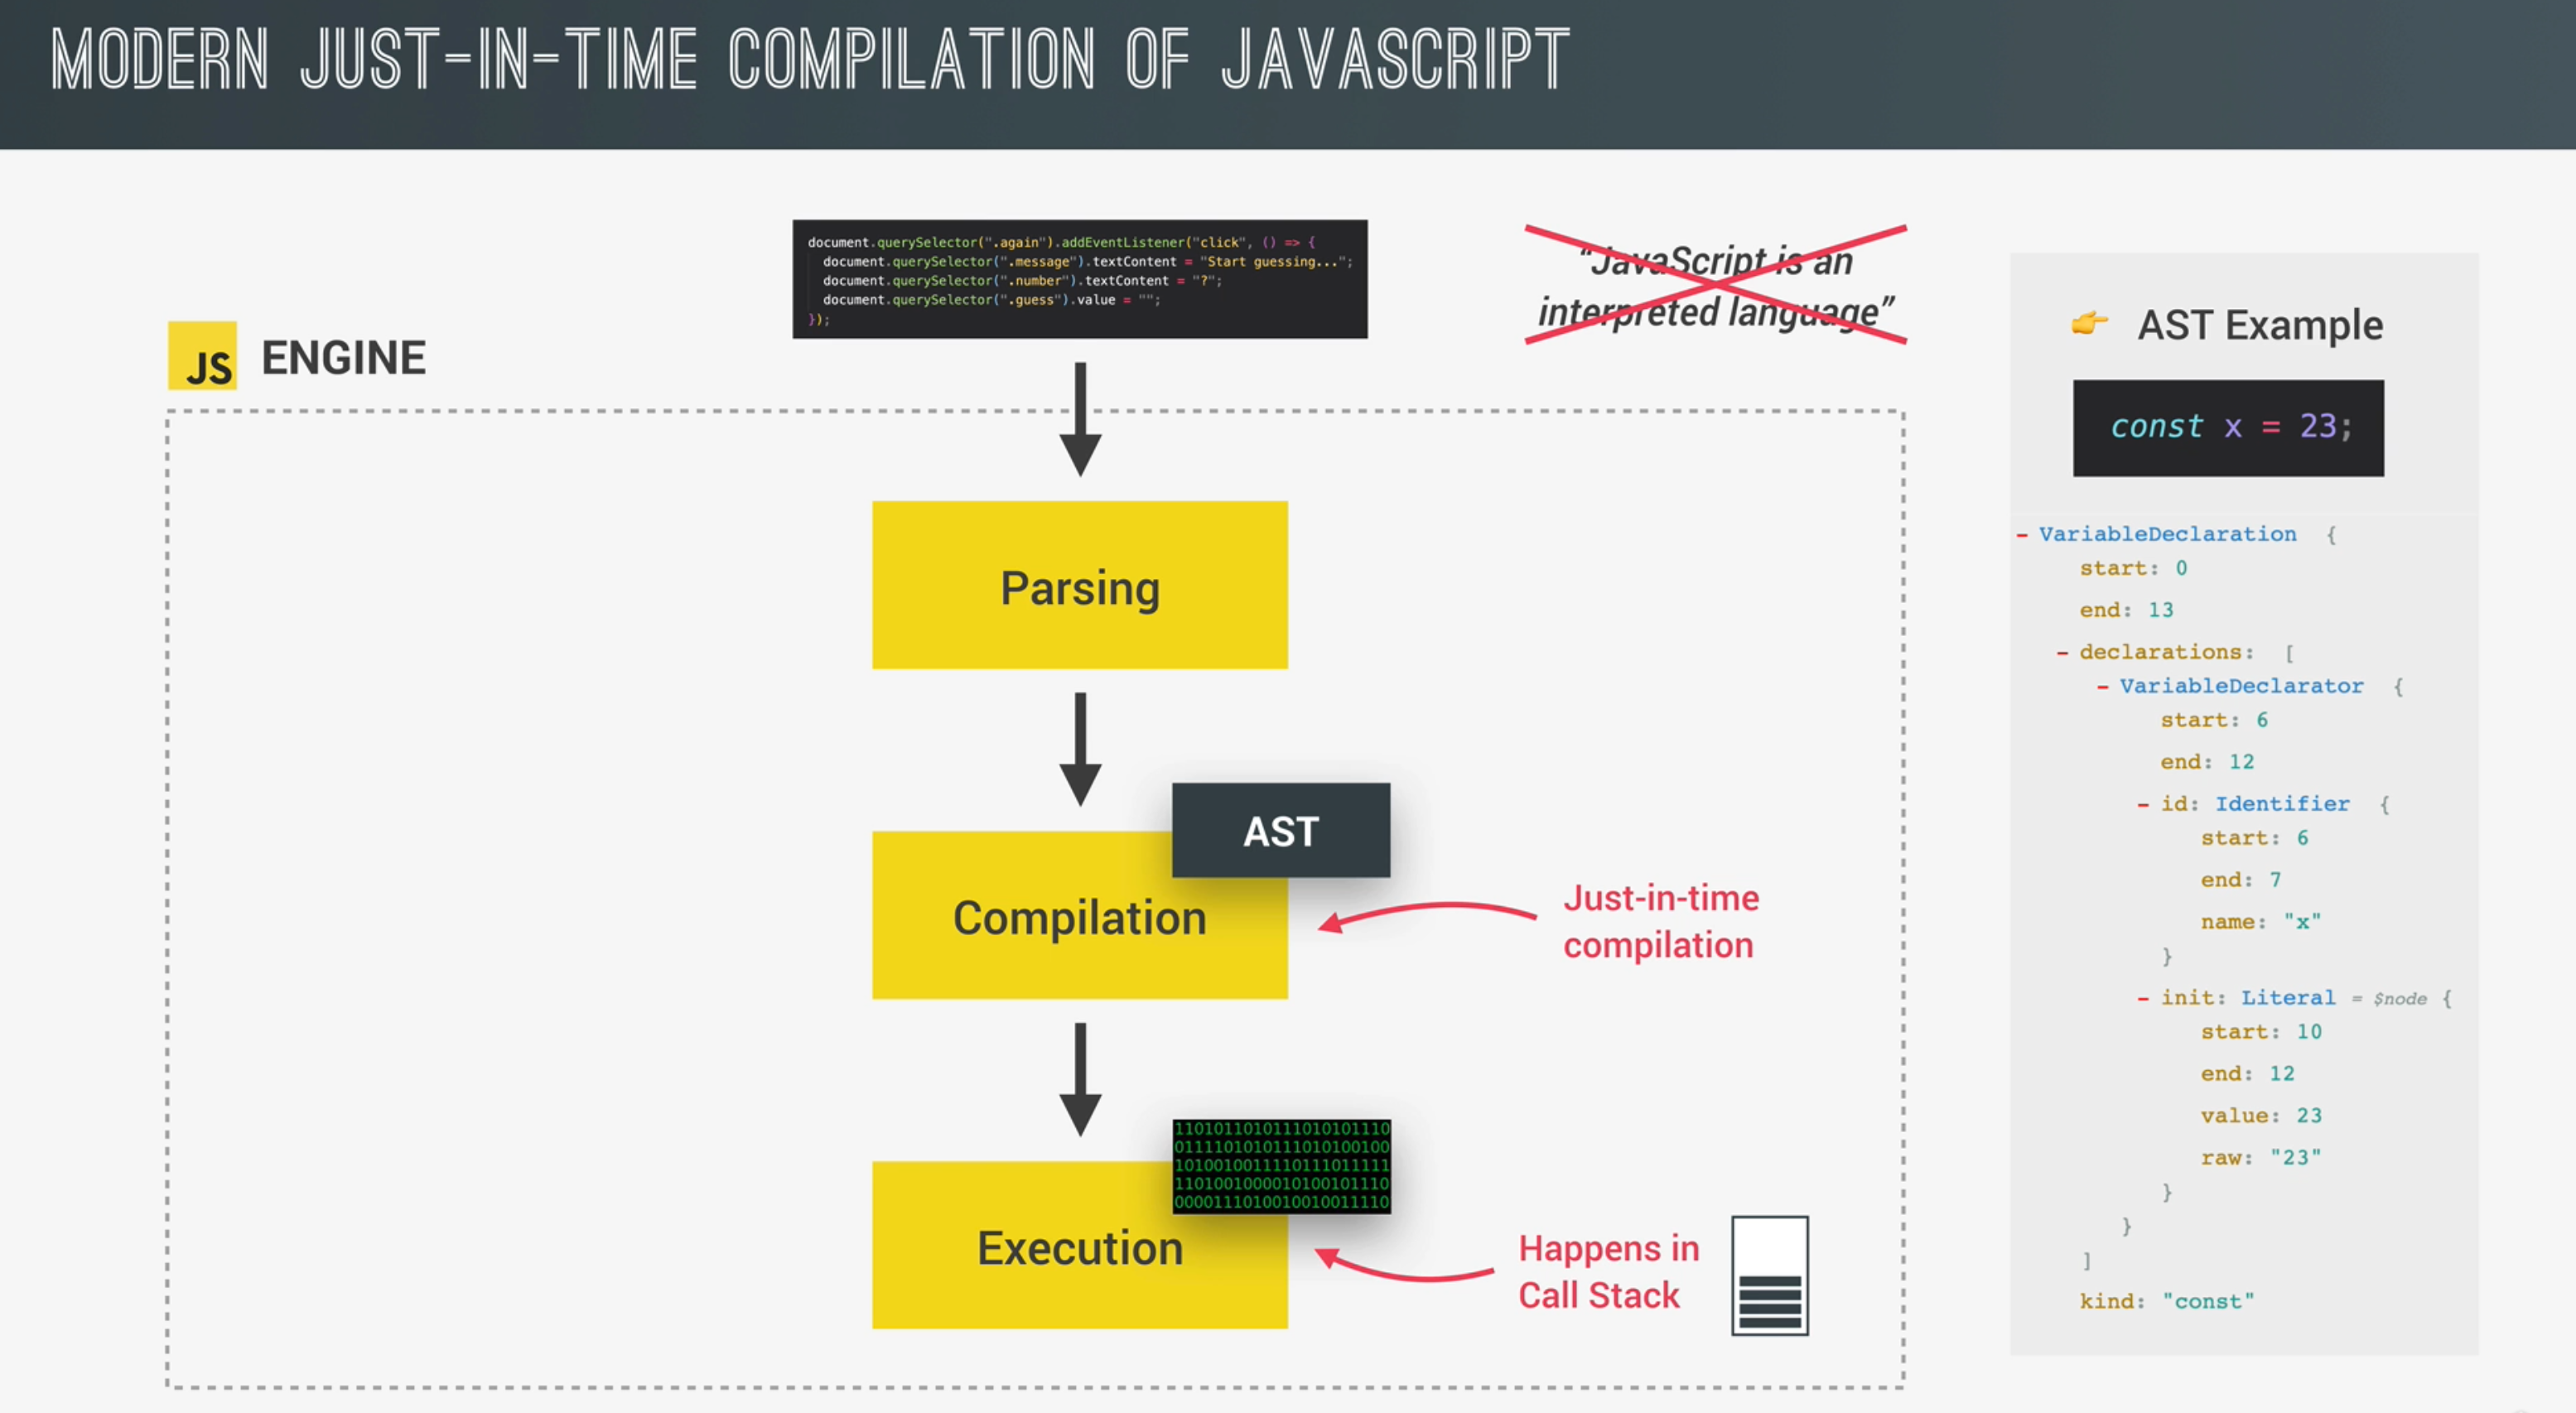 MODERN JUST-IN-TIME COMPILATION OF JAVASCRIPT
document.querySelector(".again").addEventListener("click", () => {
document.querySelector(".message").textContent = "Start guessing...";
document.querySelector(".number").textContent = "?";
document.querySelector(".guess").value = "";
});
“JavaScript is an
interpreted language”
JS ENGINE
Parsing
AST
Compilation
Just-in-time
compilation
11010110101110101011 10
01111010101110101001 00
1010010011110111011111
1101001000010100101110
0000111010010010011110
Execution
Happens in
Call Stack
👉 AST Example
const x = 23;
- VariableDeclaration {
start: 0
end: 13
- declarations: [
- VariableDeclarator {
start: 6
end: 12
- id: Identifier {
start: 6
end: 7
name: "x"
}
- init: Literal = $node {
start: 10
end: 12
value: 23
raw: "23"
}
}
]
kind: "const"